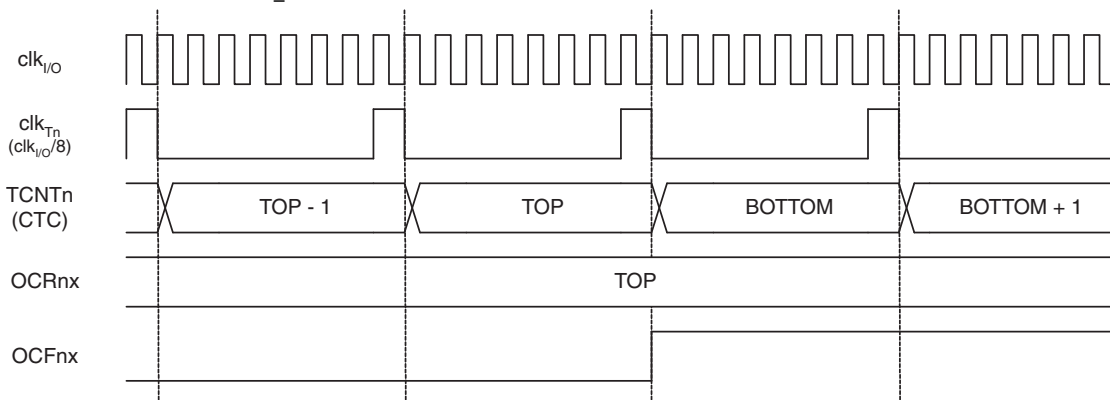 clkI/O
clkTn
(clkI/O/8)
TCNTn
(CTC)
TOP - 1
TOP
BOTTOM
BOTTOM + 1
OCRnx
TOP
OCFnx